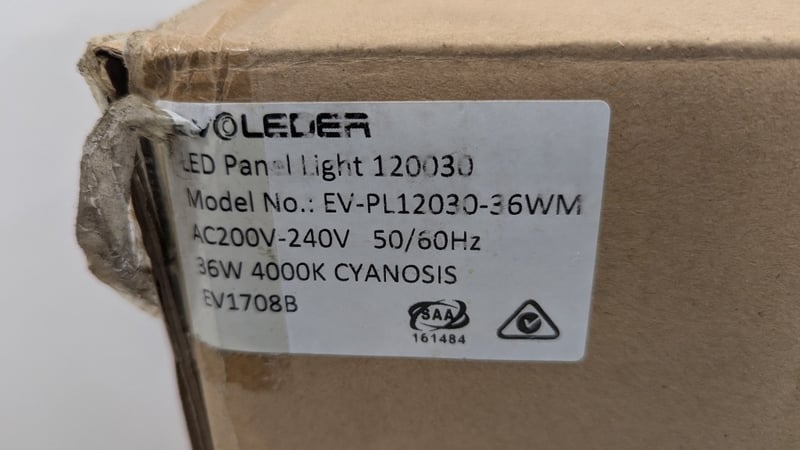 EVOLEDER
LED Panel Light 120030
Model No.: EV-PL12030-36WM
AC200V-240V 50/60Hz
36W 4000K CYANOSIS
EV1708B
SAA
161484